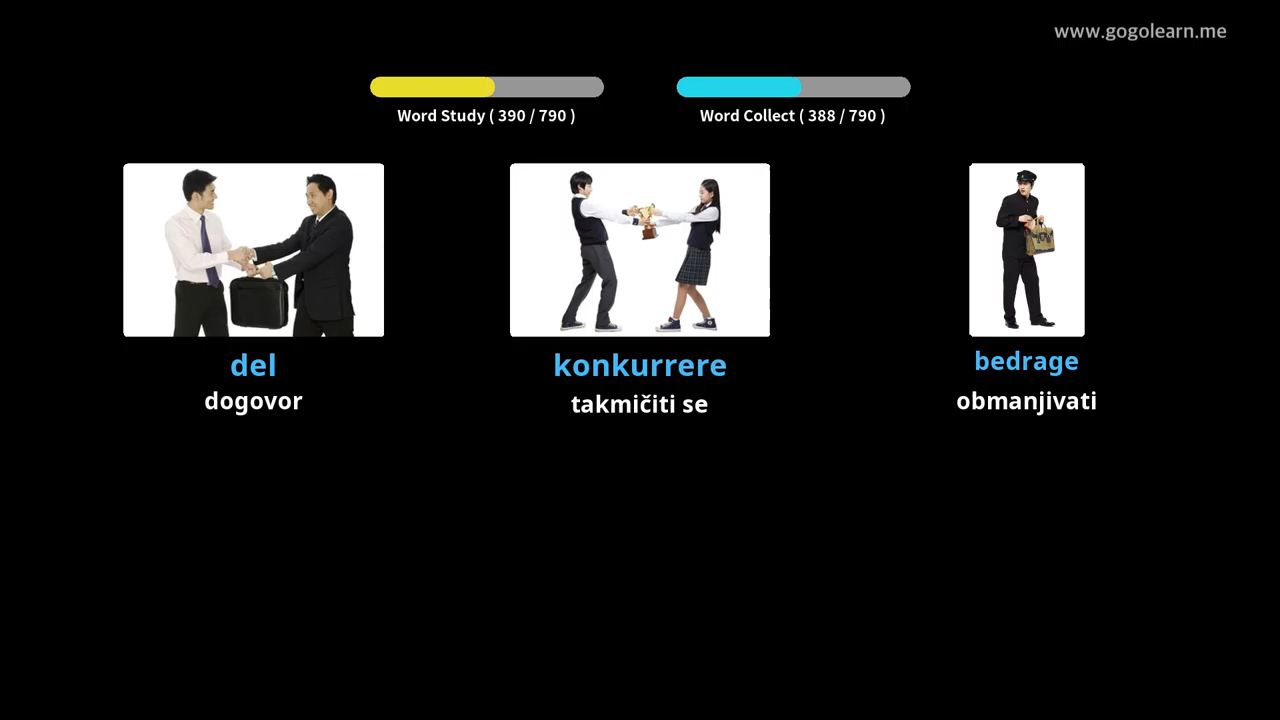 www.gogolearn.me
Word Study ( 390 / 790 )
Word Collect ( 388 / 790 )
del
dogovor
konkurrere
takmičiti se
bedrage
obmanjivati